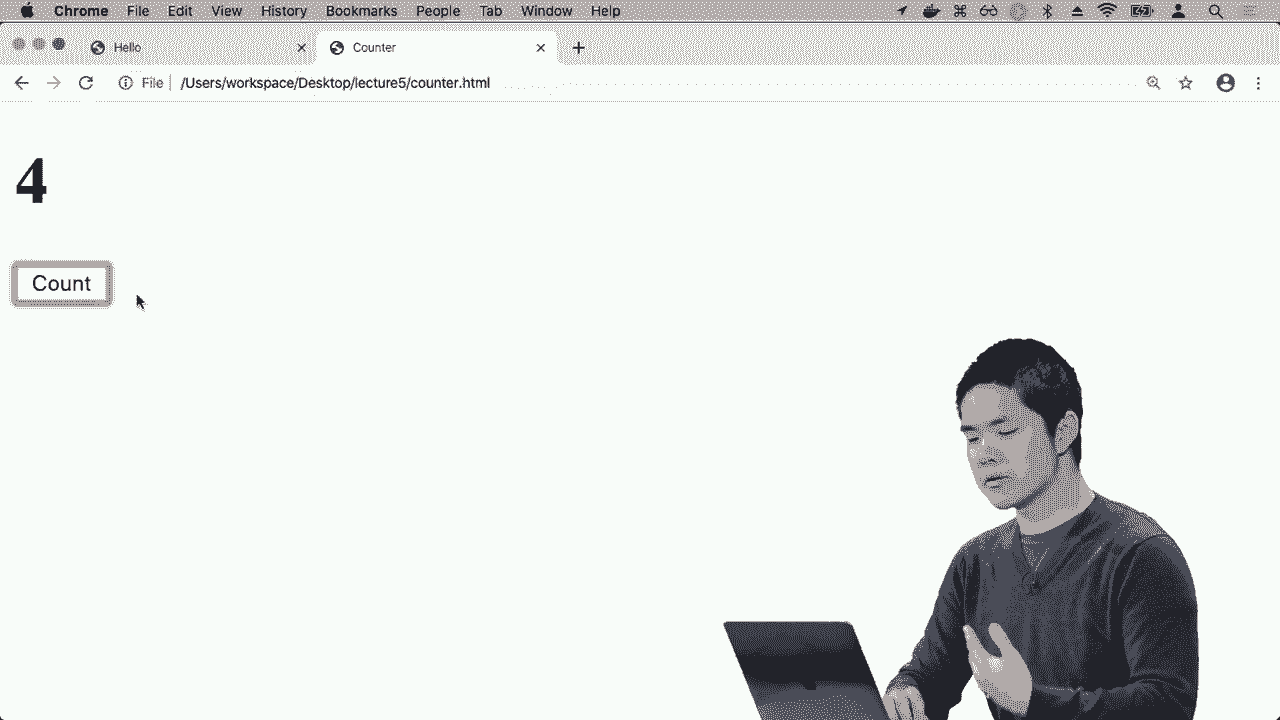 Chrome File Edit View History Bookmarks People Tab Window Help
Hello Counter
File /Users/workspace/Desktop/lecture5/counter.html
4
Count